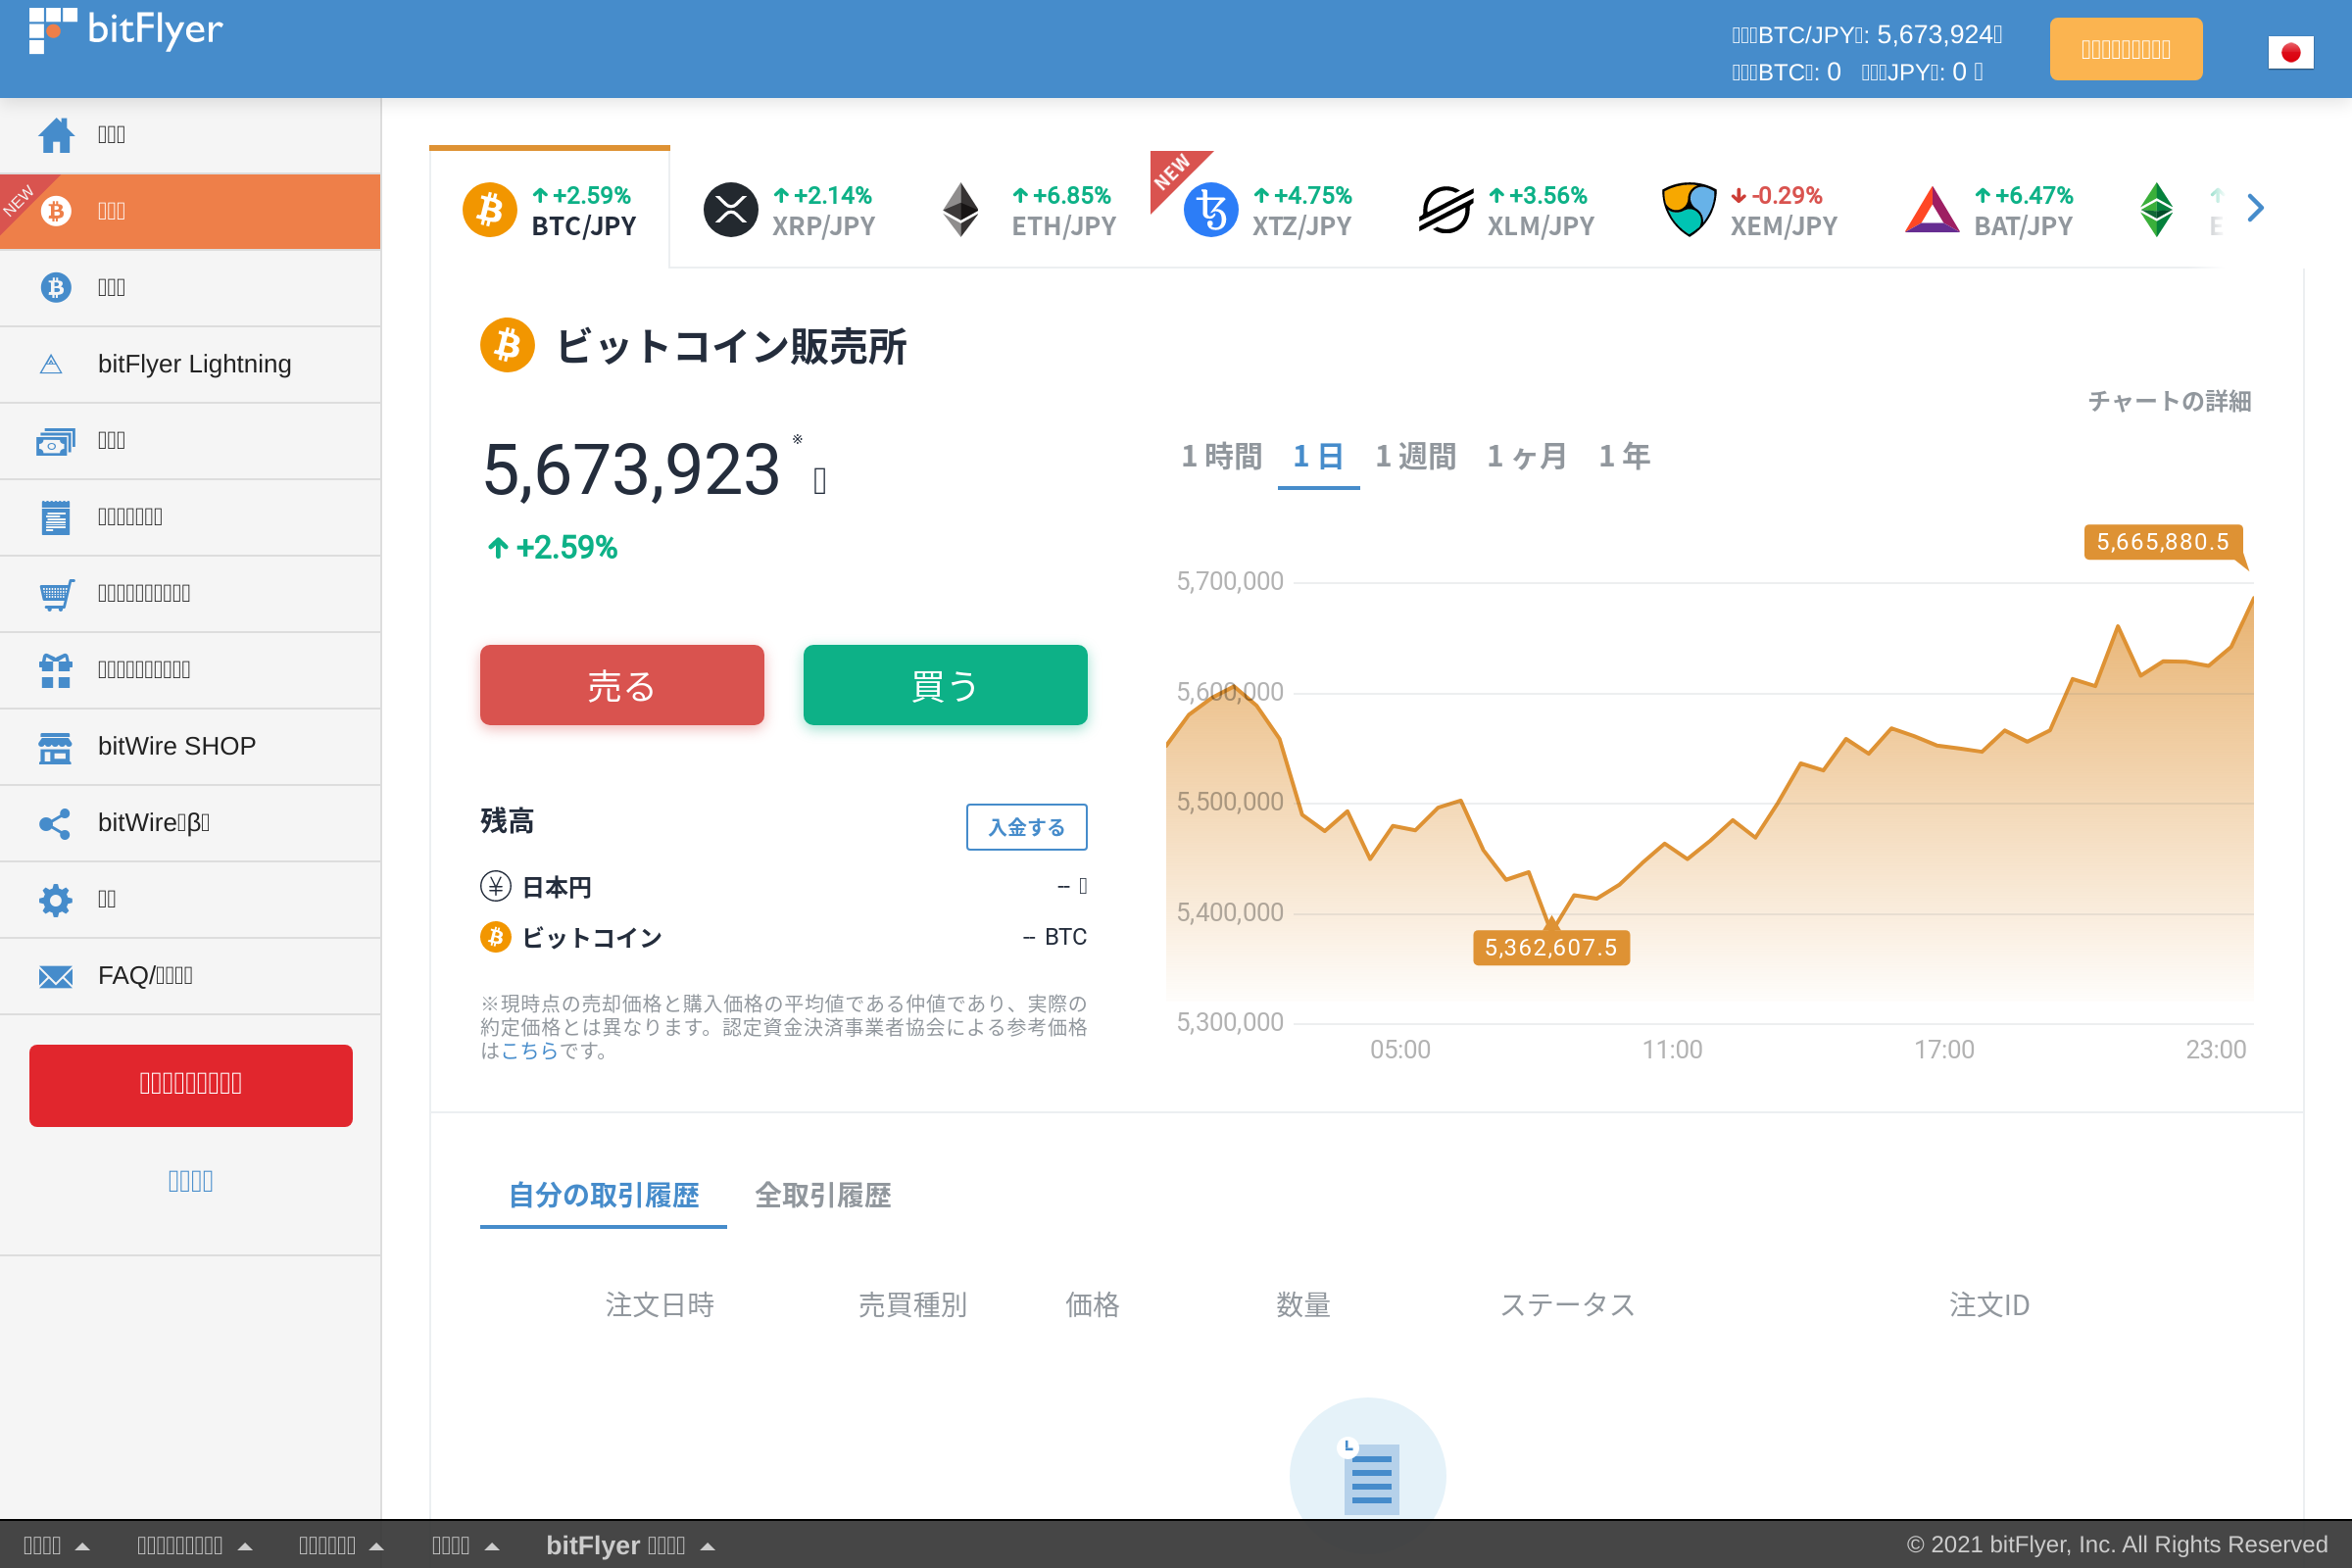 bitFlyer
BTC/JPY: 5,673,924
BTC: 0 JPY: 0
NEW
bitFlyer Lightning
bitWire SHOP
bitWire β
FAQ/
NEW
+2.59%
BTC/JPY
+2.14%
XRP/JPY
+6.85%
ETH/JPY
+4.75%
XTZ/JPY
+3.56%
XLM/JPY
-0.29%
XEM/JPY
+6.47%
BAT/JPY
ビットコイン販売所
チャートの詳細
5,673,923 ※
+2.59%
1 時間 1 日 1 週間 1 ヶ月 1 年
売る 買う
残高 入金する
日本円 --
ビットコイン -- BTC
※現時点の売却価格と購入価格の平均値である仲値であり、実際の
約定価格とは異なります。認定資金決済事業者協会による参考価格
はこちらです。
5,665,880.5
5,700,000
5,600,000
5,500,000
5,400,000
5,362,607.5
5,300,000
05:00 11:00 17:00 23:00
自分の取引履歴 全取引履歴
注文日時 売買種別 価格 数量 ステータス 注文ID
bitFlyer
© 2021 bitFlyer, Inc. All Rights Reserved